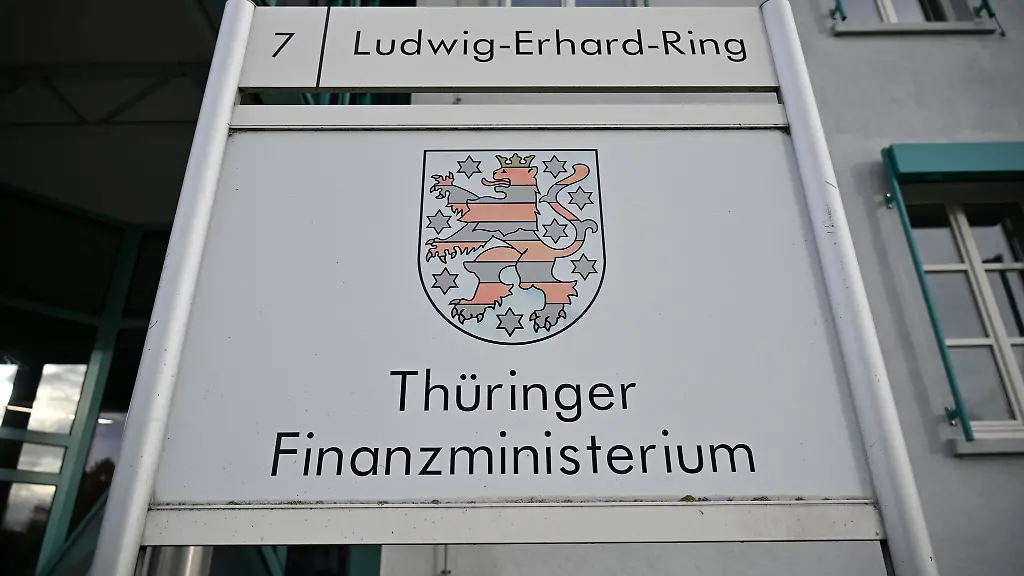 7 Ludwig-Erhard-Ring
Thüringer
Finanzministerium